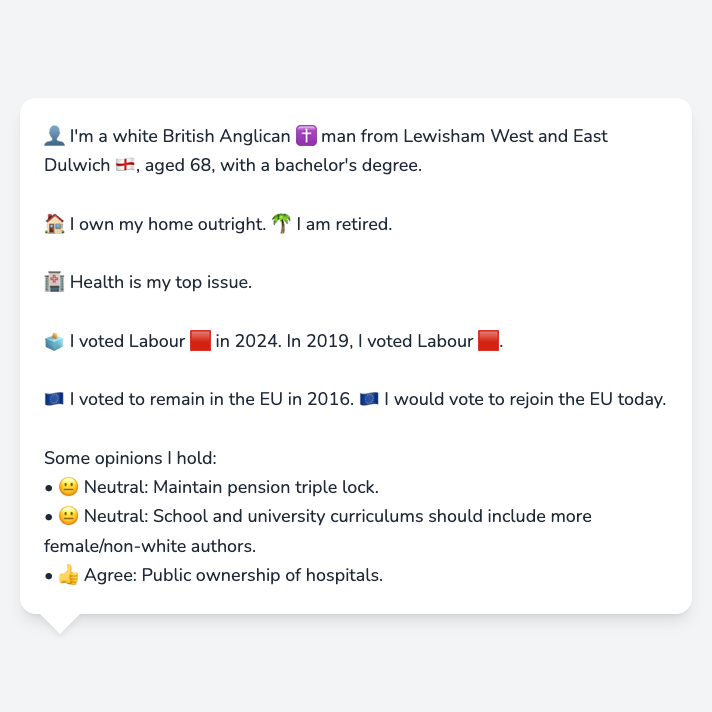 👤 I'm a white British Anglican ✝️ man from Lewisham West and East
Dulwich 🏴󠁧󠁢󠁥󠁮󠁧󠁿, aged 68, with a bachelor's degree.
🏠 I own my home outright. 🌴 I am retired.
🏥 Health is my top issue.
🗳️ I voted Labour 🟥 in 2024. In 2019, I voted Labour 🟥.
🇪🇺 I voted to remain in the EU in 2016. 🇪🇺 I would vote to rejoin the EU today.
Some opinions I hold:
• 😐 Neutral: Maintain pension triple lock.
• 😐 Neutral: School and university curriculums should include more
female/non-white authors.
• 👍 Agree: Public ownership of hospitals.